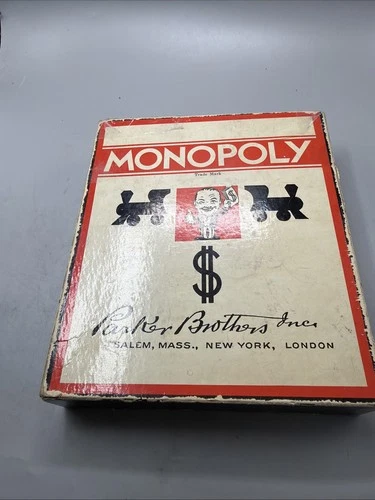 MONOPOLY
Trade Mark
$
$
Parker Brothers Inc.
SALEM, MASS., NEW YORK, LONDON